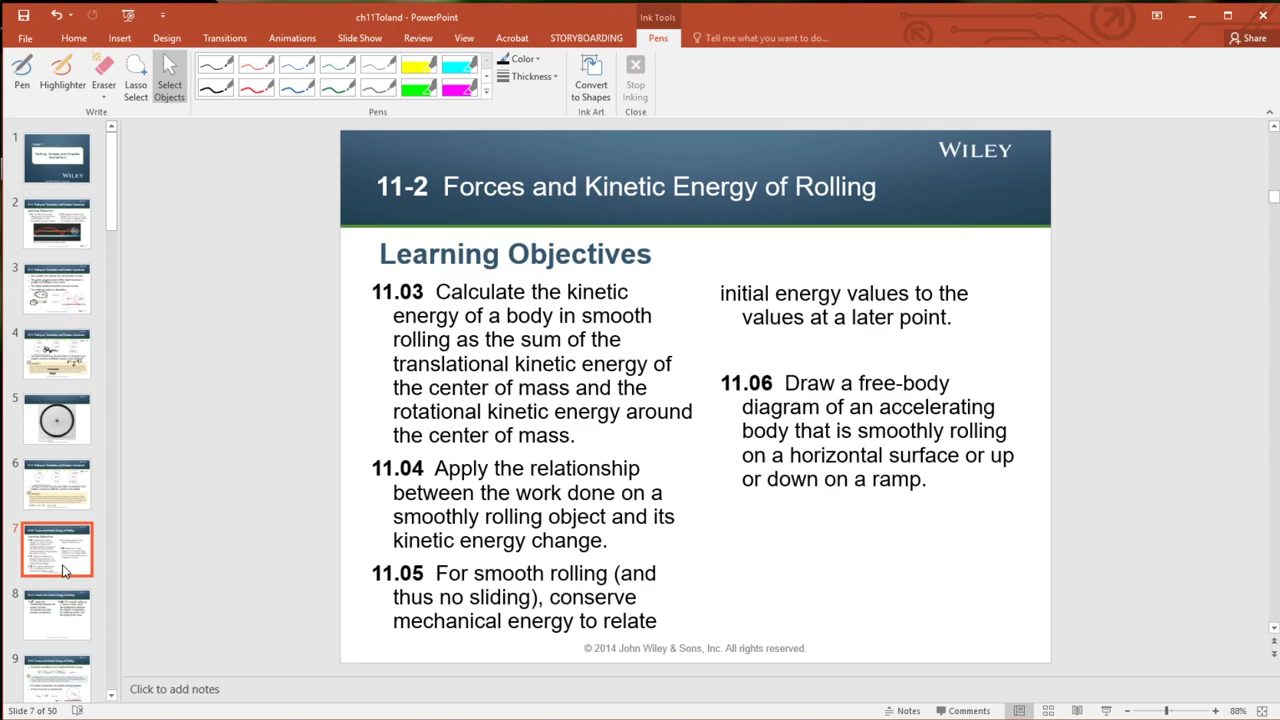 ch11Toland - PowerPoint
Ink Tools
File
Home
Insert
Design
Transitions
Animations
Slide Show
Review
View
Acrobat
STORYBOARDING
Pens
Tell me what you want to do...
Share
Pen
Highlighter
Eraser
Lasso
Select
Select
Objects
Color
Thickness
Convert
to Shapes
Stop
Inking
Write
Pens
Ink Art
Close
1
2
3
4
5
6
7
8
9
WILEY
11-2 Forces and Kinetic Energy of Rolling
Learning Objectives
11.03 Calculate the kinetic
energy of a body in smooth
rolling as the sum of the
translational kinetic energy of
the center of mass and the
rotational kinetic energy around
the center of mass.
11.04 Apply the relationship
between the work done on a
smoothly rolling object and its
kinetic energy change.
11.05 For smooth rolling (and
thus no sliding), conserve
mechanical energy to relate
initial energy values to the
values at a later point.
11.06 Draw a free-body
diagram of an accelerating
body that is smoothly rolling
on a horizontal surface or up
or down on a ramp.
© 2014 John Wiley & Sons, Inc. All rights reserved.
Click to add notes
Slide 7 of 50
Notes
Comments
88%